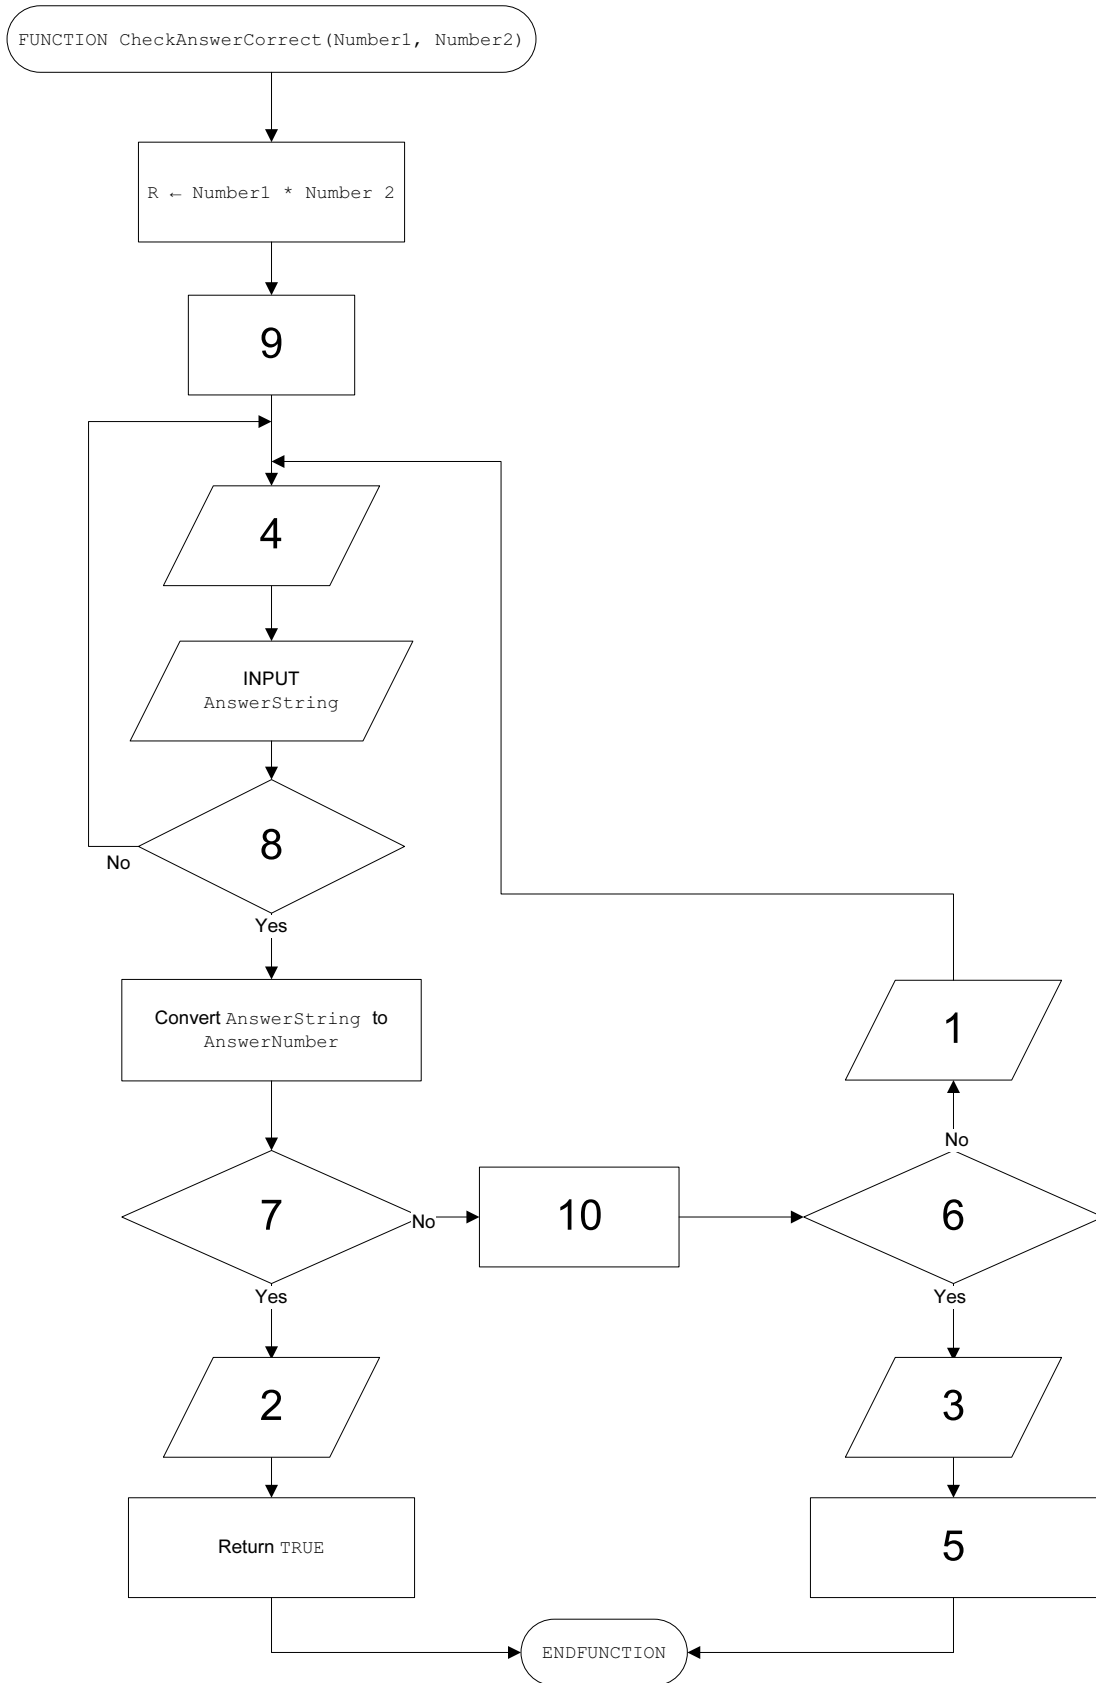 FUNCTION CheckAnswerCorrect(Number1, Number2)
R ← Number1 * Number 2
9
4
INPUT
AnswerString
8
No
Yes
Convert AnswerString to
AnswerNumber
1
No
7
No
10
6
Yes
Yes
2
3
Return TRUE
5
ENDFUNCTION